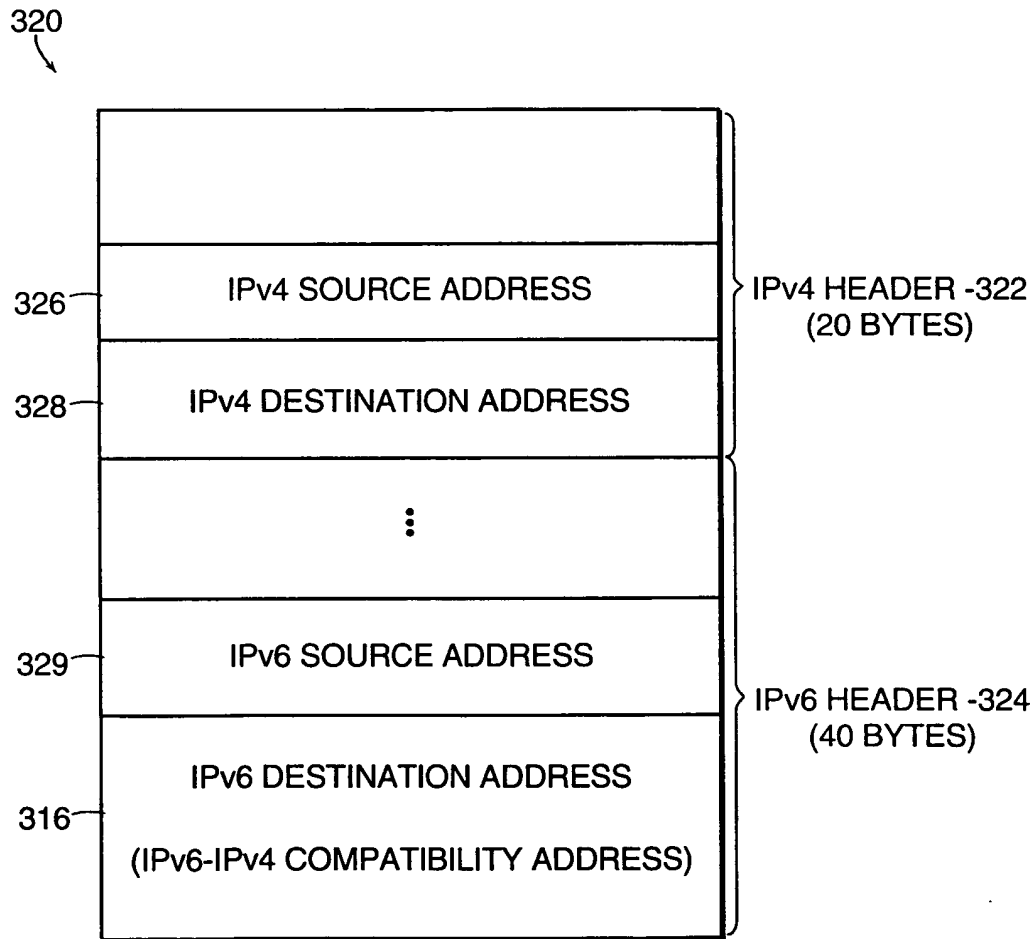 320
326
IPv4 SOURCE ADDRESS
IPv4 HEADER -322
(20 BYTES)
328
IPv4 DESTINATION ADDRESS
329
IPv6 SOURCE ADDRESS
IPv6 HEADER -324
(40 BYTES)
316
IPv6 DESTINATION ADDRESS
(IPv6-IPv4 COMPATIBILITY ADDRESS)